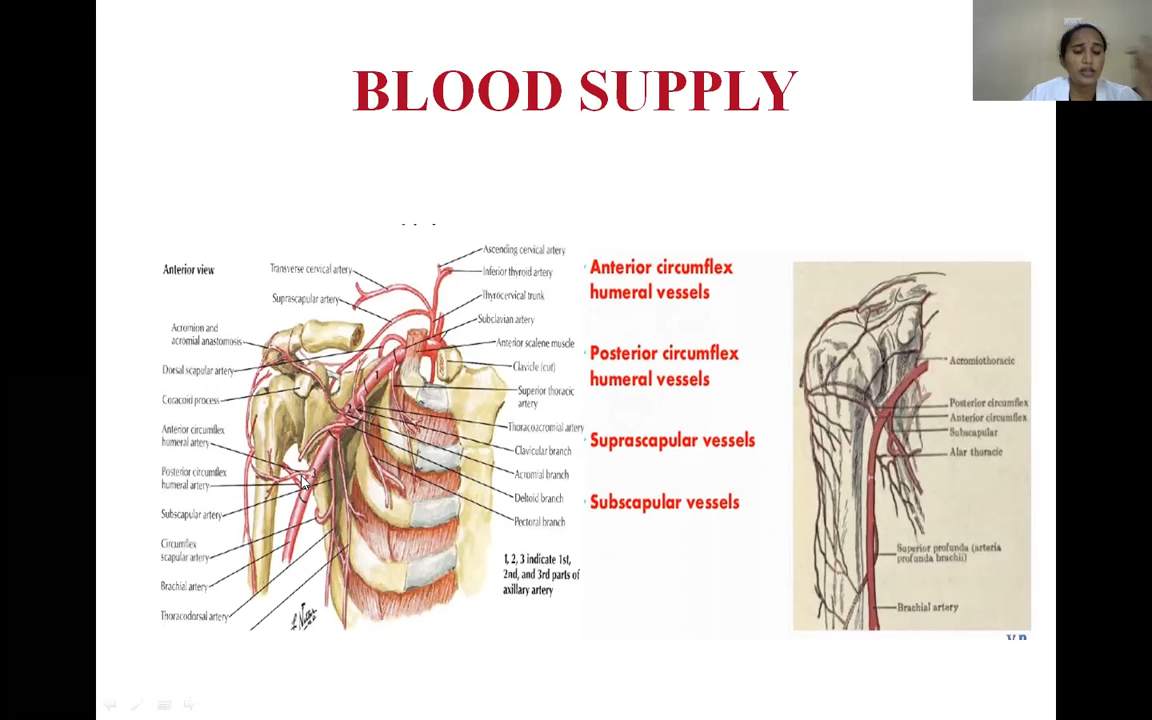 BLOOD SUPPLY
Anterior view
Transverse cervical artery
Suprascapular artery
Acromion and
acromial anastomosis
Dorsal scapular artery
Coracoid process
Anterior circumflex
humeral artery
Posterior circumflex
humeral artery
Subscapular artery
Circumflex
scapular artery
Brachial artery
Thoracodorsal artery
Ascending cervical artery
Inferior thyroid artery
Thyrocervical trunk
Subclavian artery
Anterior scalene muscle
Clavicle (cut)
Superior thoracic
artery
Thoracoacromial artery
Clavicular branch
Acromial branch
Deltoid branch
Pectoral branch
1, 2, 3 indicate 1st,
2nd, and 3rd parts of
axillary artery
Anterior circumflex
humeral vessels
Posterior circumflex
humeral vessels
Suprascapular vessels
Subscapular vessels
Acromiothoracic
Posterior circumflex
Anterior circumflex
Subscapular
Alar thoracic
Superior profunda (arteria
profunda brachii)
Brachial artery